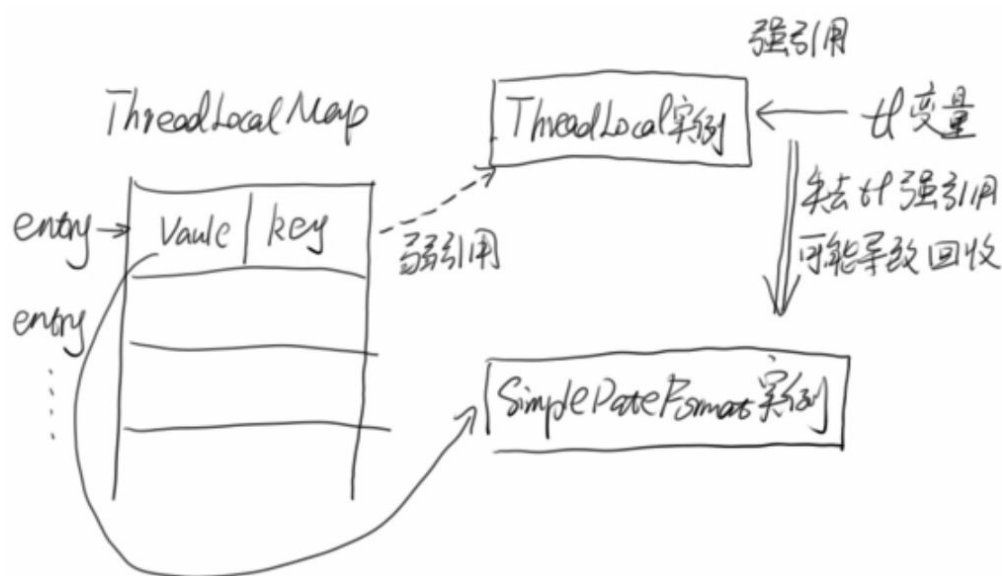 强引用
ThreadLocalMap
ThreadLocal实例
tl变量
entry
Vaule
key
弱引用
失去tl强引用
可能导致回收
entry
SimpleDateFormat实例